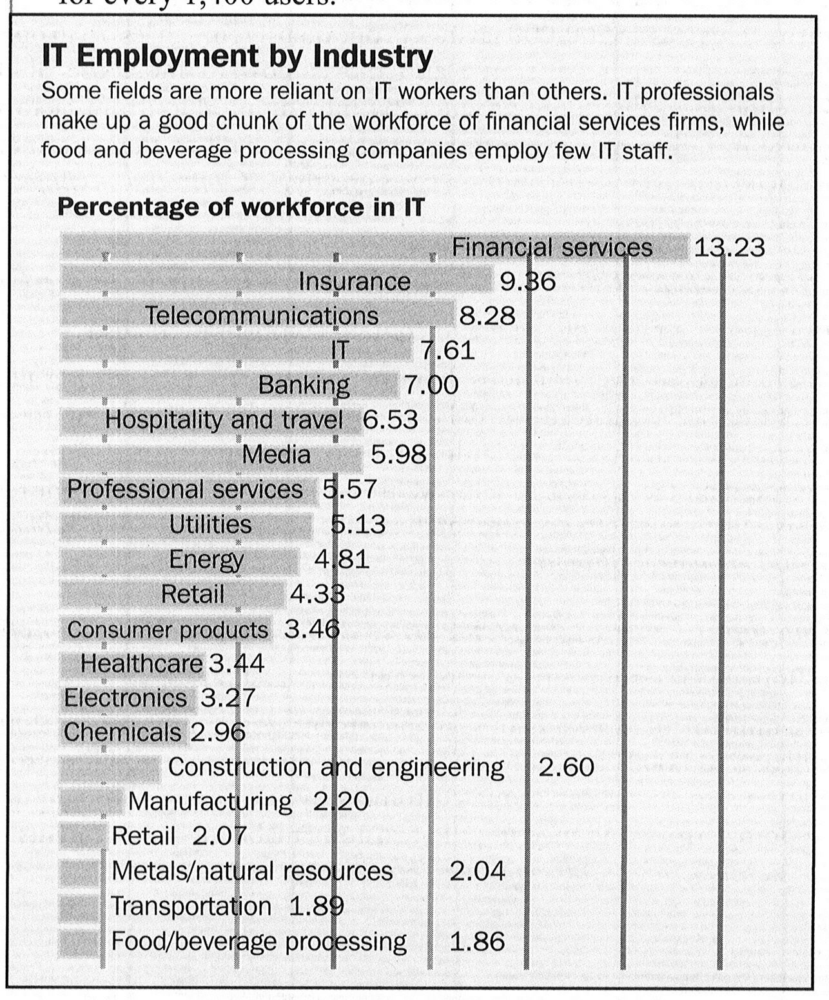 for every 1,400 users.
IT Employment by Industry
Some fields are more reliant on IT workers than others. IT professionals
make up a good chunk of the workforce of financial services firms, while
food and beverage processing companies employ few IT staff.
Percentage of workforce in IT
Financial services 13.23
Insurance 9.36
Telecommunications 8.28
IT 7.61
Banking 7.00
Hospitality and travel 6.53
Media 5.98
Professional services 5.57
Utilities 5.13
Energy 4.81
Retail 4.33
Consumer products 3.46
Healthcare 3.44
Electronics 3.27
Chemicals 2.96
Construction and engineering 2.60
Manufacturing 2.20
Retail 2.07
Metals/natural resources 2.04
Transportation 1.89
Food/beverage processing 1.86